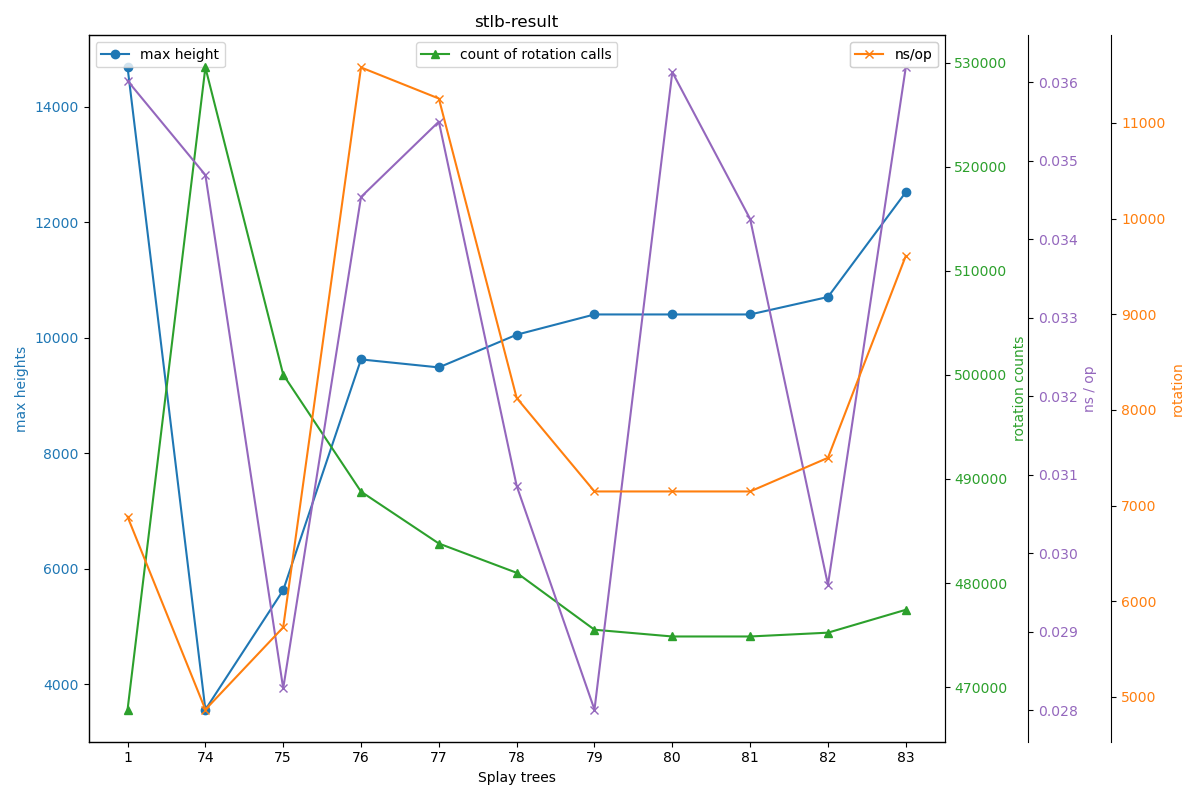 stlb-result
max height
count of rotation calls
ns/op
max heights
14000
12000
10000
8000
6000
4000
530000
520000
510000
500000
490000
480000
470000
rotation counts
0.036
0.035
0.034
0.033
0.032
0.031
0.030
0.029
0.028
ns / op
11000
10000
9000
8000
7000
6000
5000
rotation
1 74 75 76 77 78 79 80 81 82 83
Splay trees